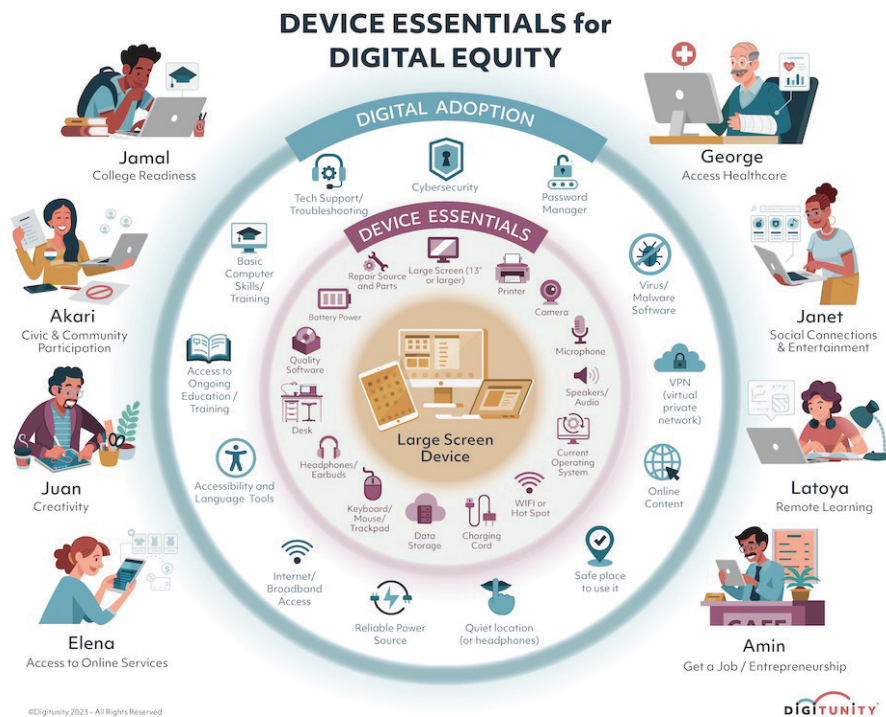 DEVICE ESSENTIALS for
DIGITAL EQUITY
DIGITAL ADOPTION
Tech Support/
Troubleshooting
Cybersecurity
Password
Manager
Basic
Computer
Skills/
Training
Virus/
Malware
Software
Access to
Ongoing
Education /
Training
VPN
(virtual
private
network)
Accessibility and
Language Tools
Online
Content
Internet/
Broadband
Access
Safe place
to use it
Reliable Power
Source
Quiet location
(or headphones)
DEVICE ESSENTIALS
Repair Source
and Parts
Large Screen (13"
or larger)
Printer
Battery Power
Camera
Quality
Software
Microphone
Desk
Speakers/
Audio
Headphones/
Earbuds
Current
Operating
System
Keyboard/
Mouse/
Trackpad
Data
Storage
Charging
Cord
WIFI or
Hot Spot
Large Screen
Device
Jamal
College Readiness
Akari
Civic & Community
Participation
Juan
Creativity
Elena
Access to Online Services
George
Access Healthcare
Janet
Social Connections
& Entertainment
Latoya
Remote Learning
CAFE
Amin
Get a Job / Entrepreneurship
©Digitunity 2023 - All Rights Reserved
DIGITUNITY